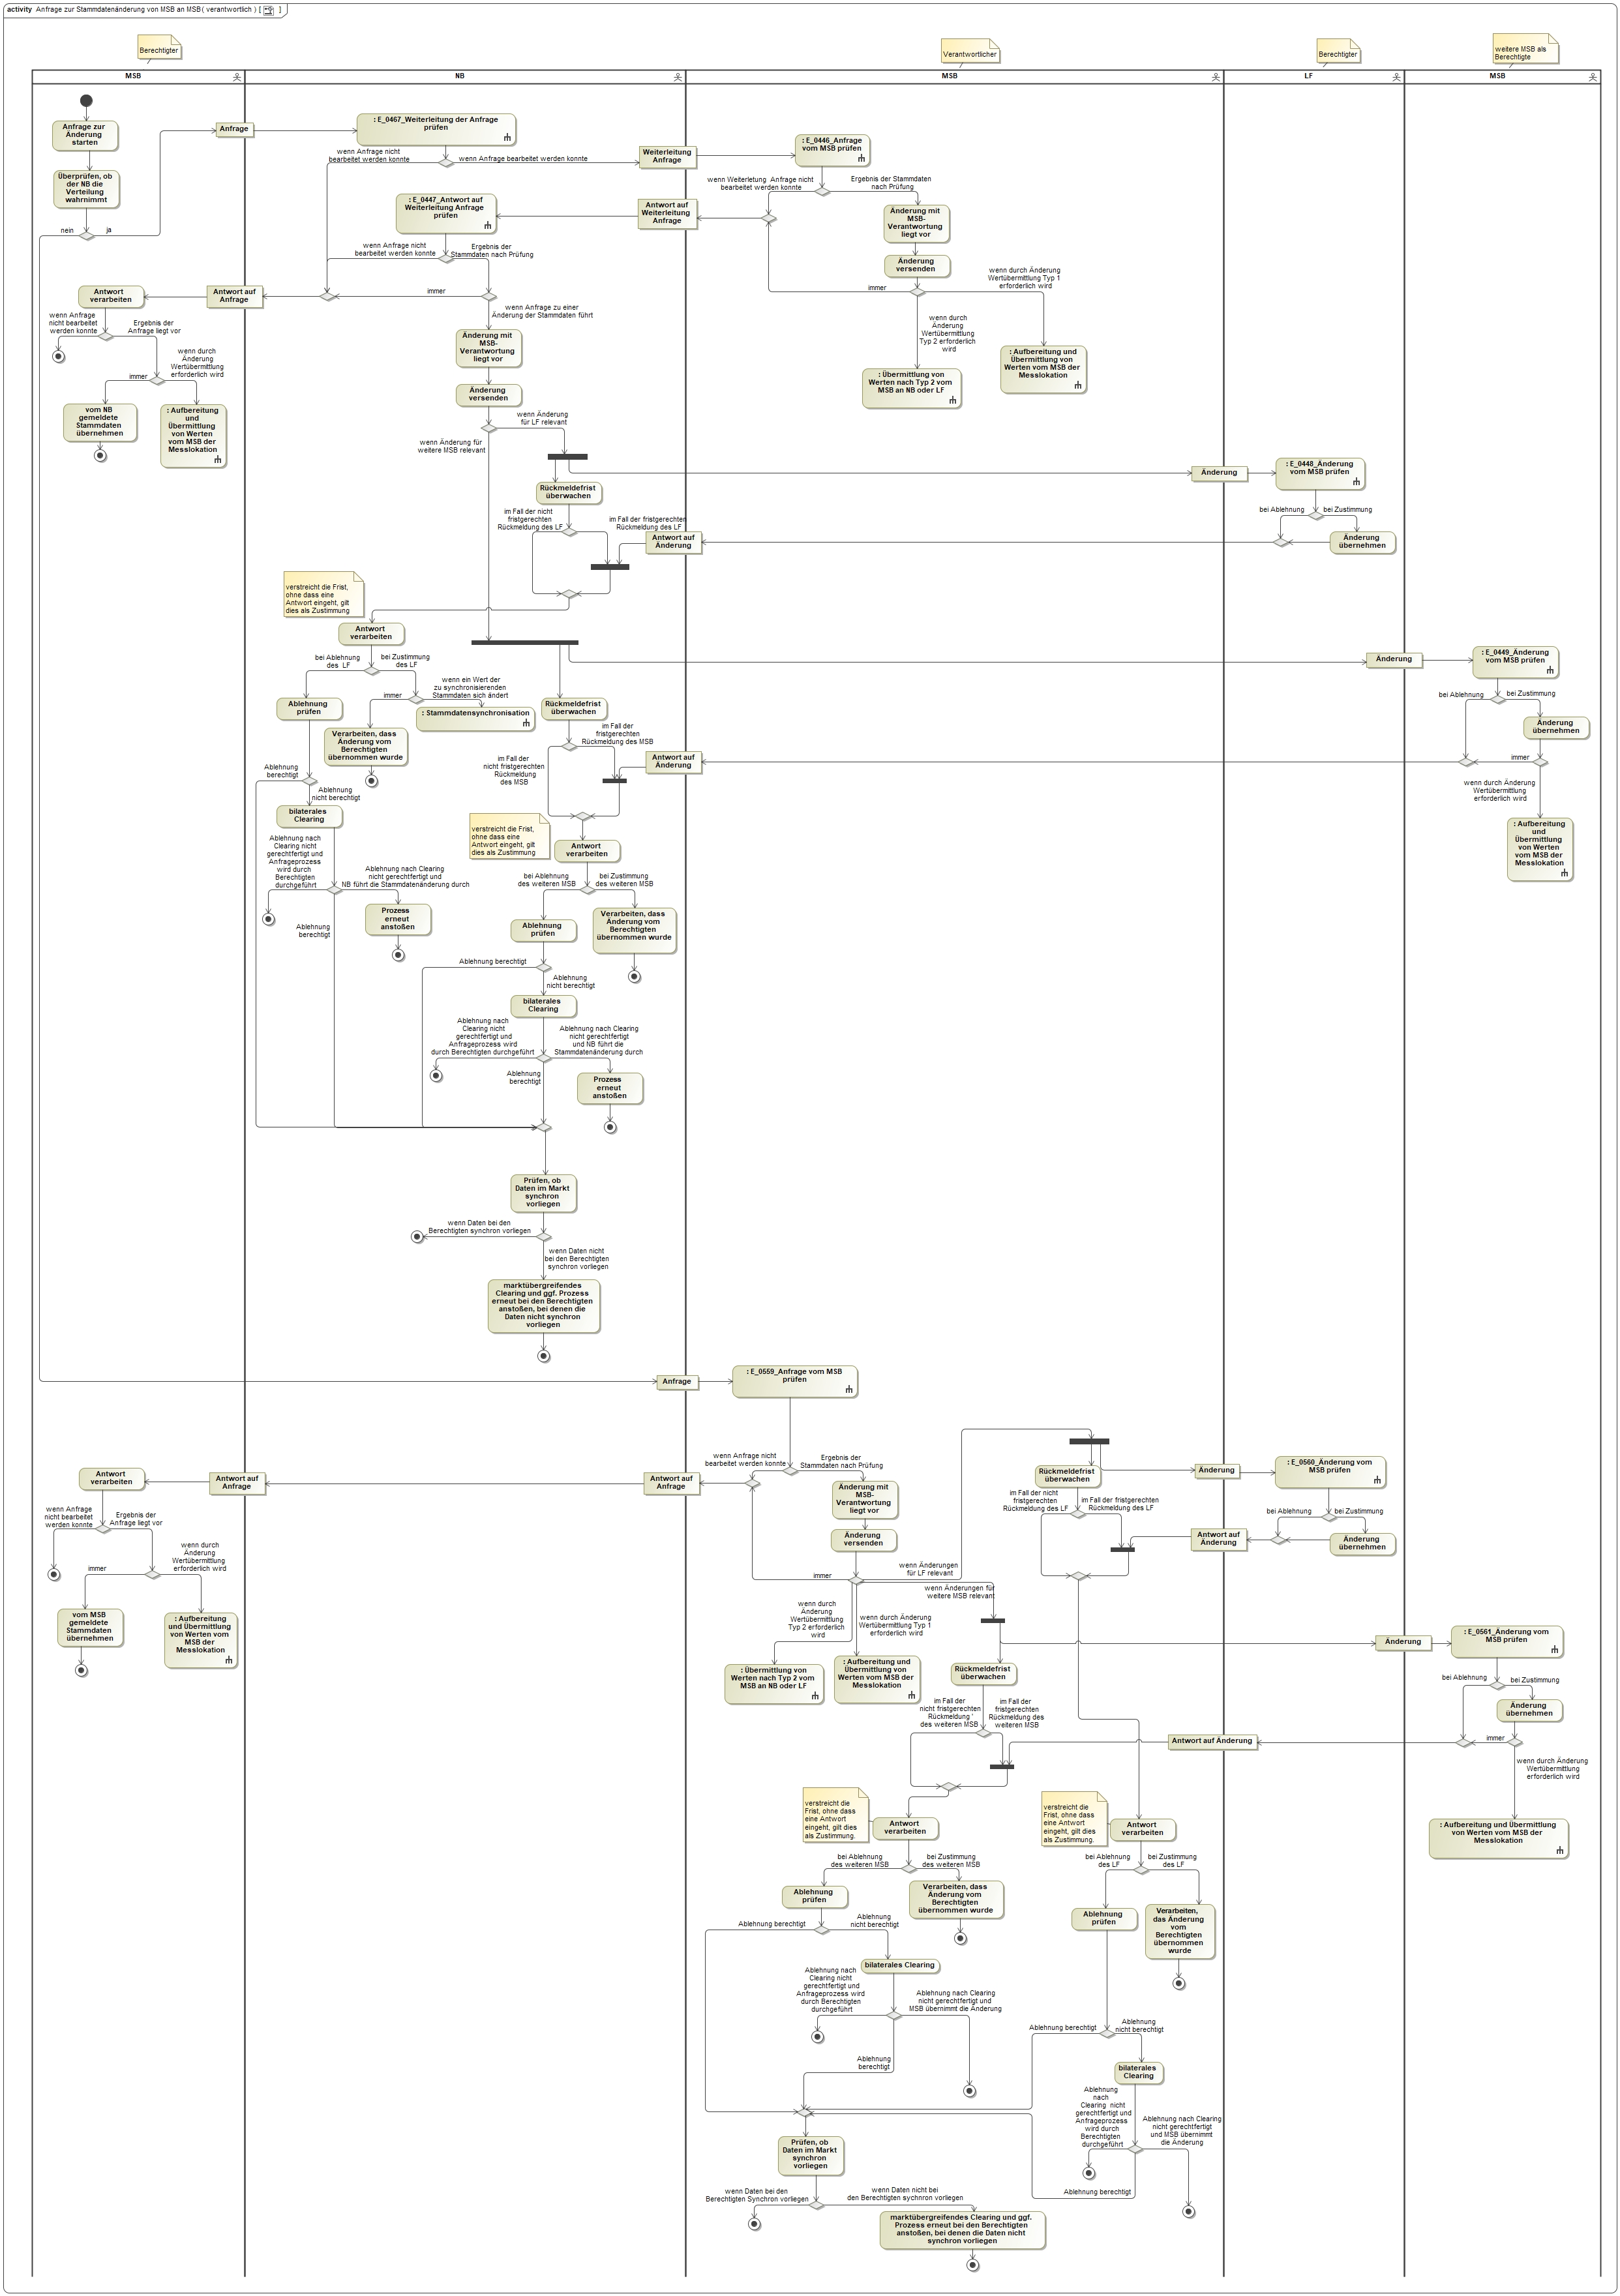 activity Anfrage zur Stammdatenänderung von MSB an MSB( verantwortlich ) [ ]
Berechtigter
Verantwortlicher
Berechtigter
weitere MSB als
Berechtigte
MSB
NB
MSB
LF
MSB
Anfrage zur
Änderung
starten
Überprüfen, ob
der NB die
Verteilung
wahrnimmt
nein
ja
Anfrage
: E_0467_Weiterleitung der Anfrage
prüfen
wenn Anfrage nicht
bearbeitet werden konnte
wenn Anfrage bearbeitet werden konnte
Weiterleitung
Anfrage
: E_0446_Anfrage
vom MSB prüfen
wenn Weiterletung Anfrage nicht
bearbeitet werden konnte
Ergebnis der Stammdaten
nach Prüfung
Änderung mit
MSB-
Verantwortung
liegt vor
Änderung
versenden
immer
wenn durch Änderung
Wertübermittlung Typ 1
erforderlich wird
wenn durch
Änderung
Wertübermittlung
Typ 2 erforderlich
wird
: Übermittlung von
Werten nach Typ 2 vom
MSB an NB oder LF
: Aufbereitung und
Übermittlung von
Werten vom MSB der
Messlokation
Antwort auf
Weiterleitung
Anfrage
: E_0447_Antwort auf
Weiterleitung Anfrage
prüfen
wenn Anfrage nicht
bearbeitet werden konnte
Ergebnis der
Stammdaten nach Prüfung
immer
wenn Anfrage zu einer
Änderung der Stammdaten führt
Antwort auf
Anfrage
Antwort
verarbeiten
wenn Anfrage
nicht bearbeitet
werden konnte
Ergebnis der
Anfrage liegt vor
wenn durch
Änderung
Wertübermittlung
erforderlich wird
immer
vom NB
gemeldete
Stammdaten
übernehmen
: Aufbereitung
und
Übermittlung
von Werten
vom MSB der
Messlokation
Änderung mit
MSB-
Verantwortung
liegt vor
Änderung
versenden
wenn Änderung
für LF relevant
wenn Änderung für
weitere MSB relevant
Änderung
: E_0448_Änderung
vom MSB prüfen
bei Ablehnung
bei Zustimmung
Änderung
übernehmen
Rückmeldefrist
überwachen
im Fall der nicht
fristgerechten
Rückmeldung des LF
im Fall der fristgerechten
Rückmeldung des LF
Antwort auf
Änderung
verstreicht die Frist,
ohne dass eine
Antwort eingeht, gilt
dies als Zustimmung
Antwort
verarbeiten
bei Ablehnung
des LF
bei Zustimmung
des LF
immer
wenn ein Wert der
zu synchronisierenden
Stammdaten sich ändert
Ablehnung
prüfen
: Stammdatensynchronisation
Verarbeiten, dass
Änderung vom
Berechtigten
übernommen wurde
Änderung
: E_0449_Änderung
vom MSB prüfen
bei Ablehnung
bei Zustimmung
Änderung
übernehmen
immer
wenn durch Änderung
Wertübermittlung
erforderlich wird
: Aufbereitung
und
Übermittlung
von Werten
vom MSB der
Messlokation
Rückmeldefrist
überwachen
im Fall der
fristgerechten
Rückmeldung des MSB
im Fall der
nicht fristgerechten
Rückmeldung
des MSB
Antwort auf
Änderung
Ablehnung
berechtigt
Ablehnung
nicht berechtigt
bilaterales
Clearing
Ablehnung nach
Clearing nicht
gerechtfertigt und
Anfrageprozess
wird durch
Berechtigten
durchgeführt
Ablehnung nach Clearing
nicht gerechtfertigt und
NB führt die Stammdatenänderung durch
Prozess
erneut
anstoßen
Ablehnung
berechtigt
verstreicht die Frist,
ohne dass eine
Antwort eingeht, gilt
dies als Zustimmung
Antwort
verarbeiten
bei Ablehnung
des weiteren MSB
bei Zustimmung
des weiteren MSB
Ablehnung
prüfen
Verarbeiten, dass
Änderung vom
Berechtigten
übernommen wurde
Ablehnung berechtigt
Ablehnung
nicht berechtigt
bilaterales
Clearing
Ablehnung nach
Clearing nicht
gerechtfertigt und
Anfrageprozess wird
durch Berechtigten durchgeführt
Ablehnung nach Clearing
nicht gerechtfertigt
und NB führt die
Stammdatenänderung durch
Ablehnung
berechtigt
Prozess
erneut
anstoßen
Prüfen, ob
Daten im Markt
synchron
vorliegen
wenn Daten bei den
Berechtigten synchron vorliegen
wenn Daten nicht
bei den Berechtigten
synchron vorliegen
marktübergreifendes
Clearing und ggf. Prozess
erneut bei den Berechtigten
anstoßen, bei denen die
Daten nicht synchron
vorliegen
Anfrage
: E_0559_Anfrage vom MSB
prüfen
wenn Anfrage nicht
bearbeitet werden konnte
Ergebnis der
Stammdaten nach Prüfung
Antwort auf
Anfrage
Antwort auf
Anfrage
Antwort
verarbeiten
wenn Anfrage
nicht bearbeitet
werden konnte
Ergebnis der
Anfrage liegt vor
immer
wenn durch
Änderung
Wertübermittlung
erforderlich wird
vom MSB
gemeldete
Stammdaten
übernehmen
: Aufbereitung
und Übermittlung
von Werten vom
MSB der
Messlokation
Änderung mit
MSB-
Verantwortung
liegt vor
Änderung
versenden
immer
wenn Änderungen
für LF relevant
wenn Änderungen für
weitere MSB relevant
wenn durch
Änderung
Wertübermittlung
Typ 2 erforderlich
wird
wenn durch Änderung
Wertübermittlung Typ 1
erforderlich wird
: Übermittlung von
Werten nach Typ 2 vom
MSB an NB oder LF
: Aufbereitung und
Übermittlung von
Werten vom MSB der
Messlokation
Rückmeldefrist
überwachen
Änderung
: E_0560_Änderung vom
MSB prüfen
im Fall der nicht
fristgerechten
Rückmeldung des LF
im Fall der fristgerechten
Rückmeldung des LF
bei Ablehnung
bei Zustimmung
Antwort auf
Änderung
Änderung
übernehmen
Änderung
: E_0561_Änderung vom
MSB prüfen
bei Ablehnung
bei Zustimmung
Änderung
übernehmen
immer
wenn durch Änderung
Wertübermittlung
erforderlich wird
: Aufbereitung und Übermittlung
von Werten vom MSB der
Messlokation
Rückmeldefrist
überwachen
im Fall der
nicht fristgerechten
Rückmeldung '
des weiteren MSB
im Fall der
fristgerechten
Rückmeldung des
weiteren MSB
Antwort auf Änderung
verstreicht die
Frist, ohne dass
eine Antwort
eingeht, gilt dies
als Zustimmung.
Antwort
verarbeiten
verstreicht die
Frist, ohne dass
eine Antwort
eingeht, gilt dies
als Zustimmung.
Antwort
verarbeiten
bei Ablehnung
des weiteren MSB
bei Zustimmung
des weiteren MSB
bei Ablehnung
des LF
bei Zustimmung
des LF
Ablehnung
prüfen
Verarbeiten, dass
Änderung vom
Berechtigten
übernommen wurde
Ablehnung
prüfen
Verarbeiten,
das Änderung
vom
Berechtigten
übernommen
wurde
Ablehnung berechtigt
Ablehnung
nicht berechtigt
bilaterales Clearing
Ablehnung nach
Clearing nicht
gerechtfertigt und
Anfrageprozess wird
durch Berechtigten
durchgeführt
Ablehnung nach Clearing
nicht gerechtfertigt und
MSB übernimmt die Änderung
Ablehnung
berechtigt
Ablehnung berechtigt
Ablehnung
nicht berechtigt
bilaterales
Clearing
Ablehnung
nach
Clearing nicht
gerechtfertigt und
Anfrageprozess
wird durch
Berechtigten
durchgeführt
Ablehnung nach Clearing
nicht gerechtfertigt
und MSB übernimmt
die Änderung
Ablehnung berechtigt
Prüfen, ob
Daten im Markt
synchron
vorliegen
wenn Daten bei den
Berechtigten Synchron vorliegen
wenn Daten nicht bei
den Berechtigten sychnron vorliegen
marktübergreifendes Clearing und ggf.
Prozess erneut bei den Berechtigten
anstoßen, bei denen die Daten nicht
synchron vorliegen